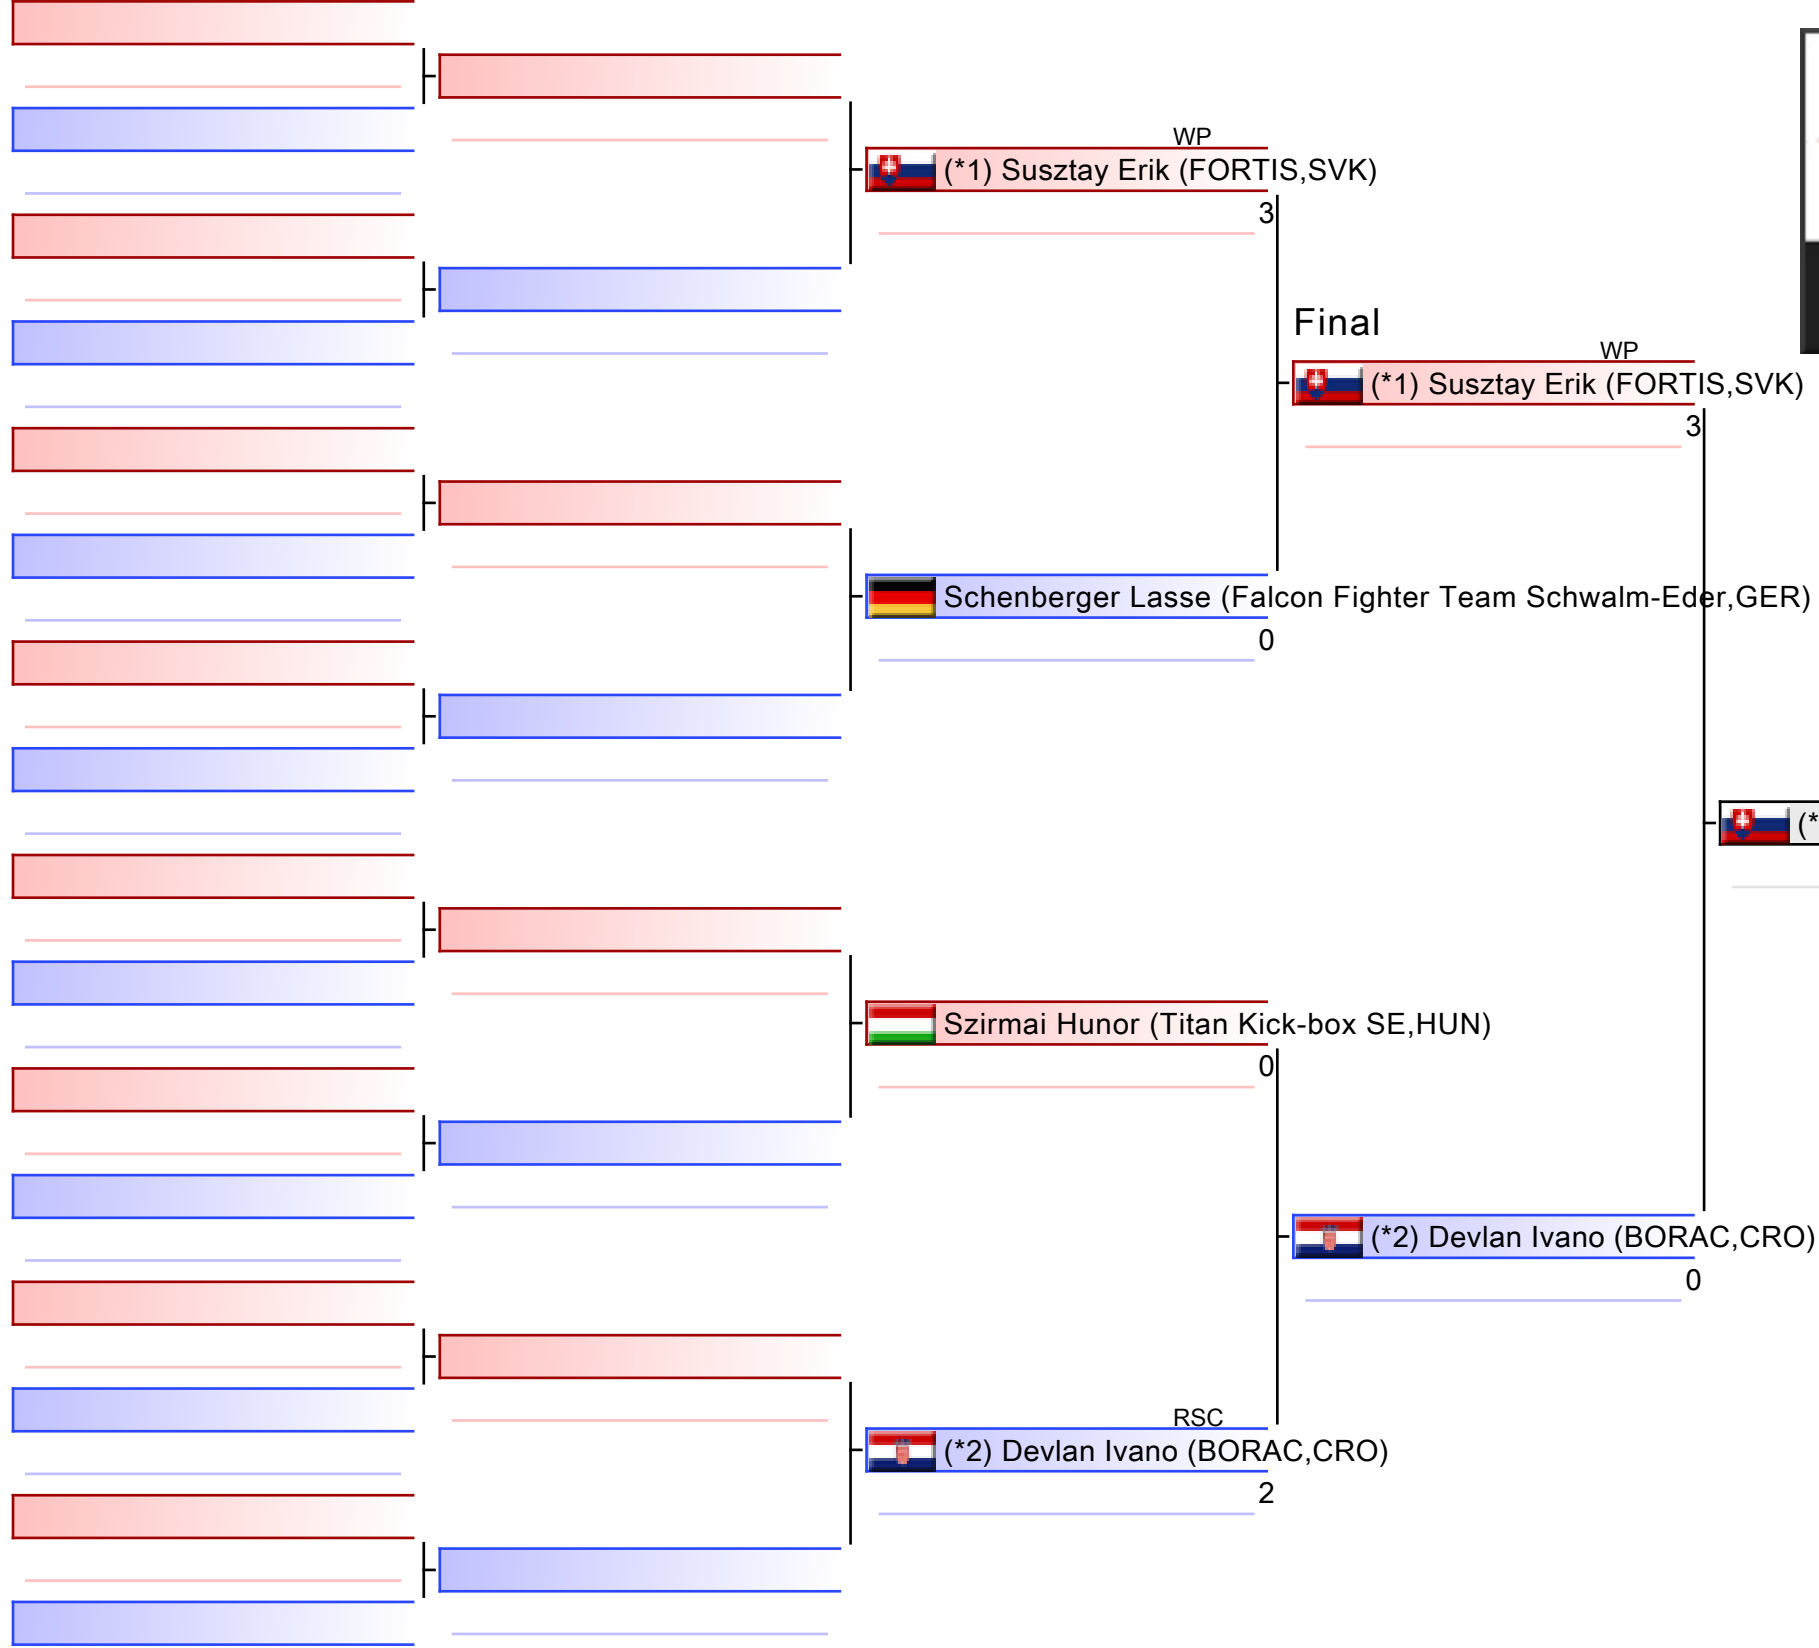 WP
(*1) Susztay Erik (FORTIS,SVK)
3
Final
WP
(*1) Susztay Erik (FORTIS,SVK)
3
Schenberger Lasse (Falcon Fighter Team Schwalm-Eder,GER)
0
(*
Szirmai Hunor (Titan Kick-box SE,HUN)
0
(*2) Devlan Ivano (BORAC,CRO)
0
RSC
(*2) Devlan Ivano (BORAC,CRO)
2